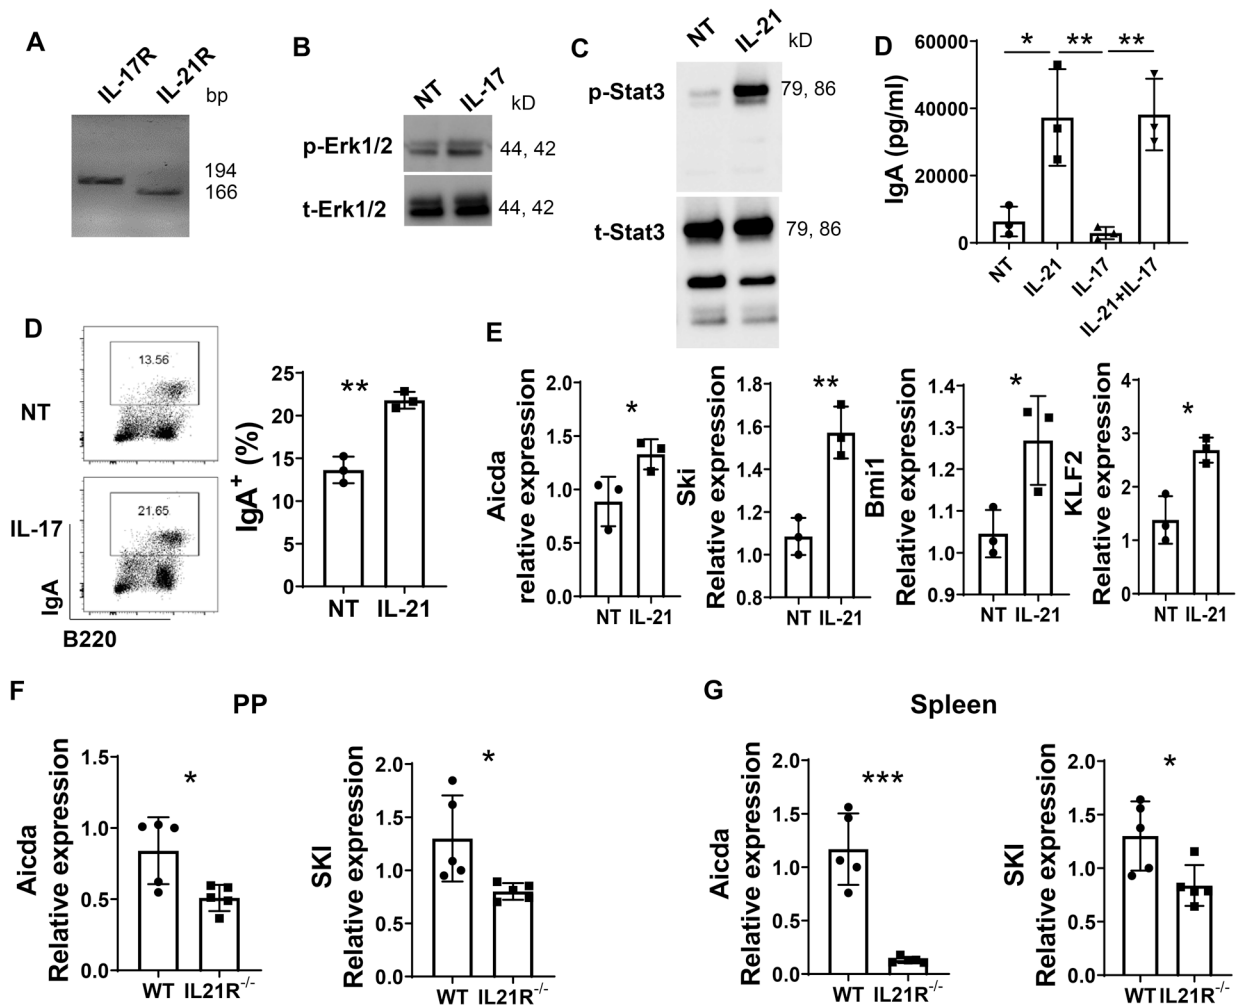 A
IL-17R
IL-21R
bp
194
166
B
NT
IL-17
kD
p-Erk1/2
44, 42
t-Erk1/2
44, 42
C
NT
IL-21
kD
p-Stat3
79, 86
t-Stat3
79, 86
D
IgA (pg/ml)
60000
40000
20000
0
* ** **
NT
IL-21
IL-17
IL-21+IL-17
D
NT
13.56
IL-17
21.65
IgA
B220
IgA+ (%)
25
20
15
10
5
0
**
NT IL-21
E
Aicda
relative expression
2.0
1.5
1.0
0.5
0.0
*
NT IL-21
Ski
Relative expression
1.8
1.6
1.4
1.2
1.0
0.8
**
NT IL-21
Bmi1
Relative expression
1.4
1.3
1.2
1.1
1.0
0.9
*
NT IL-21
KLF2
Relative expression
4
3
2
1
0
*
NT IL-21
F
PP
Aicda
Relative expression
1.5
1.0
0.5
0.0
*
WT IL21R-/-
SKI
Relative expression
2.0
1.5
1.0
0.5
0.0
*
WT IL21R-/-
G
Spleen
Aicda
Relative expression
2.0
1.5
1.0
0.5
0.0
***
WT IL21R-/-
SKI
Relative expression
2.0
1.5
1.0
0.5
0.0
*
WT IL21R-/-